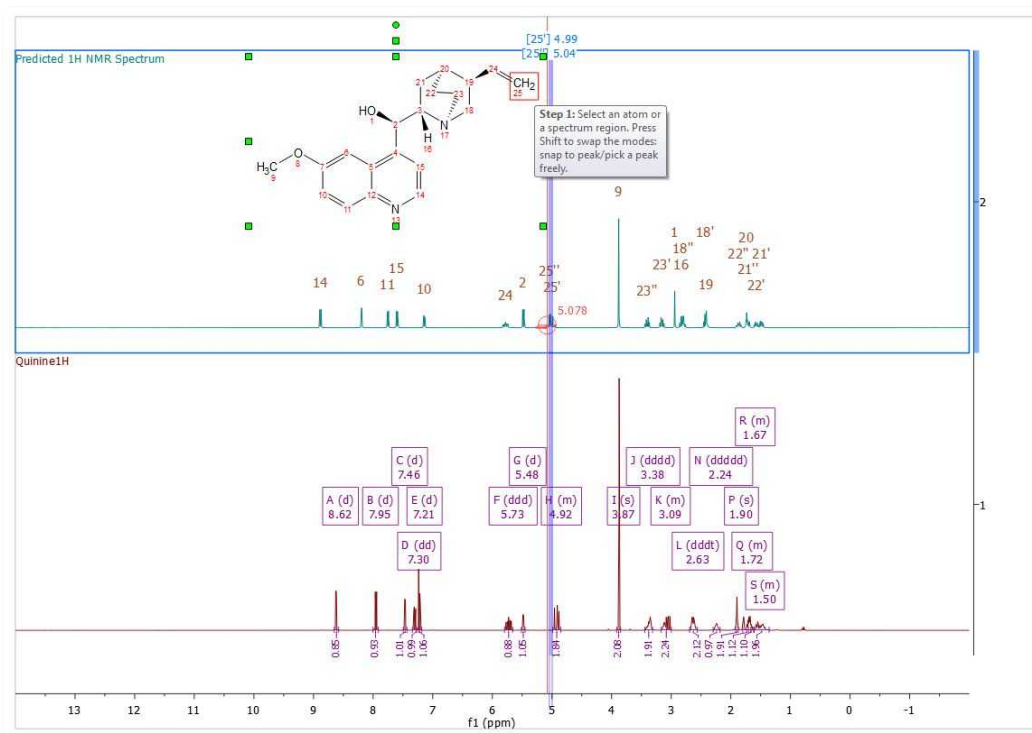 [25'] 4.99
[25''] 5.04
Predicted 1H NMR Spectrum
20
24
21
19
CH₂
22
23
25
HO
3
18
1
2
N
H
17
16
O
4
8
6
15
H₃C
7
5
9
10
12
14
11
N
13
Step 1: Select an atom or
a spectrum region. Press
Shift to swap the modes:
snap to peak/pick a peak
freely.
9
2
1 18'
20
18''
22'' 21'
25''
23' 16
21''
14 6 15
11 10
24 2
25'
23''
19
22'
5.078
Quinine1H
R (m)
1.67
C (d)
7.46
G (d)
5.48
J (dddd)
3.38
N (ddddd)
2.24
A (d)
8.62
B (d)
7.95
E (d)
7.21
F (ddd)
5.73
H (m)
4.92
I (s)
3.87
K (m)
3.09
P (s)
1.90
1
D (dd)
7.30
L (dddt)
2.63
Q (m)
1.72
S (m)
1.50
0.85 0.93 1.01 0.99 1.06 0.88 1.05 1.84 2.08 1.91 2.24 2.12 0.97 1.91 1.12 1.10 1.96
13 12 11 10 9 8 7 6 5 4 3 2 1 0 -1
f1 (ppm)